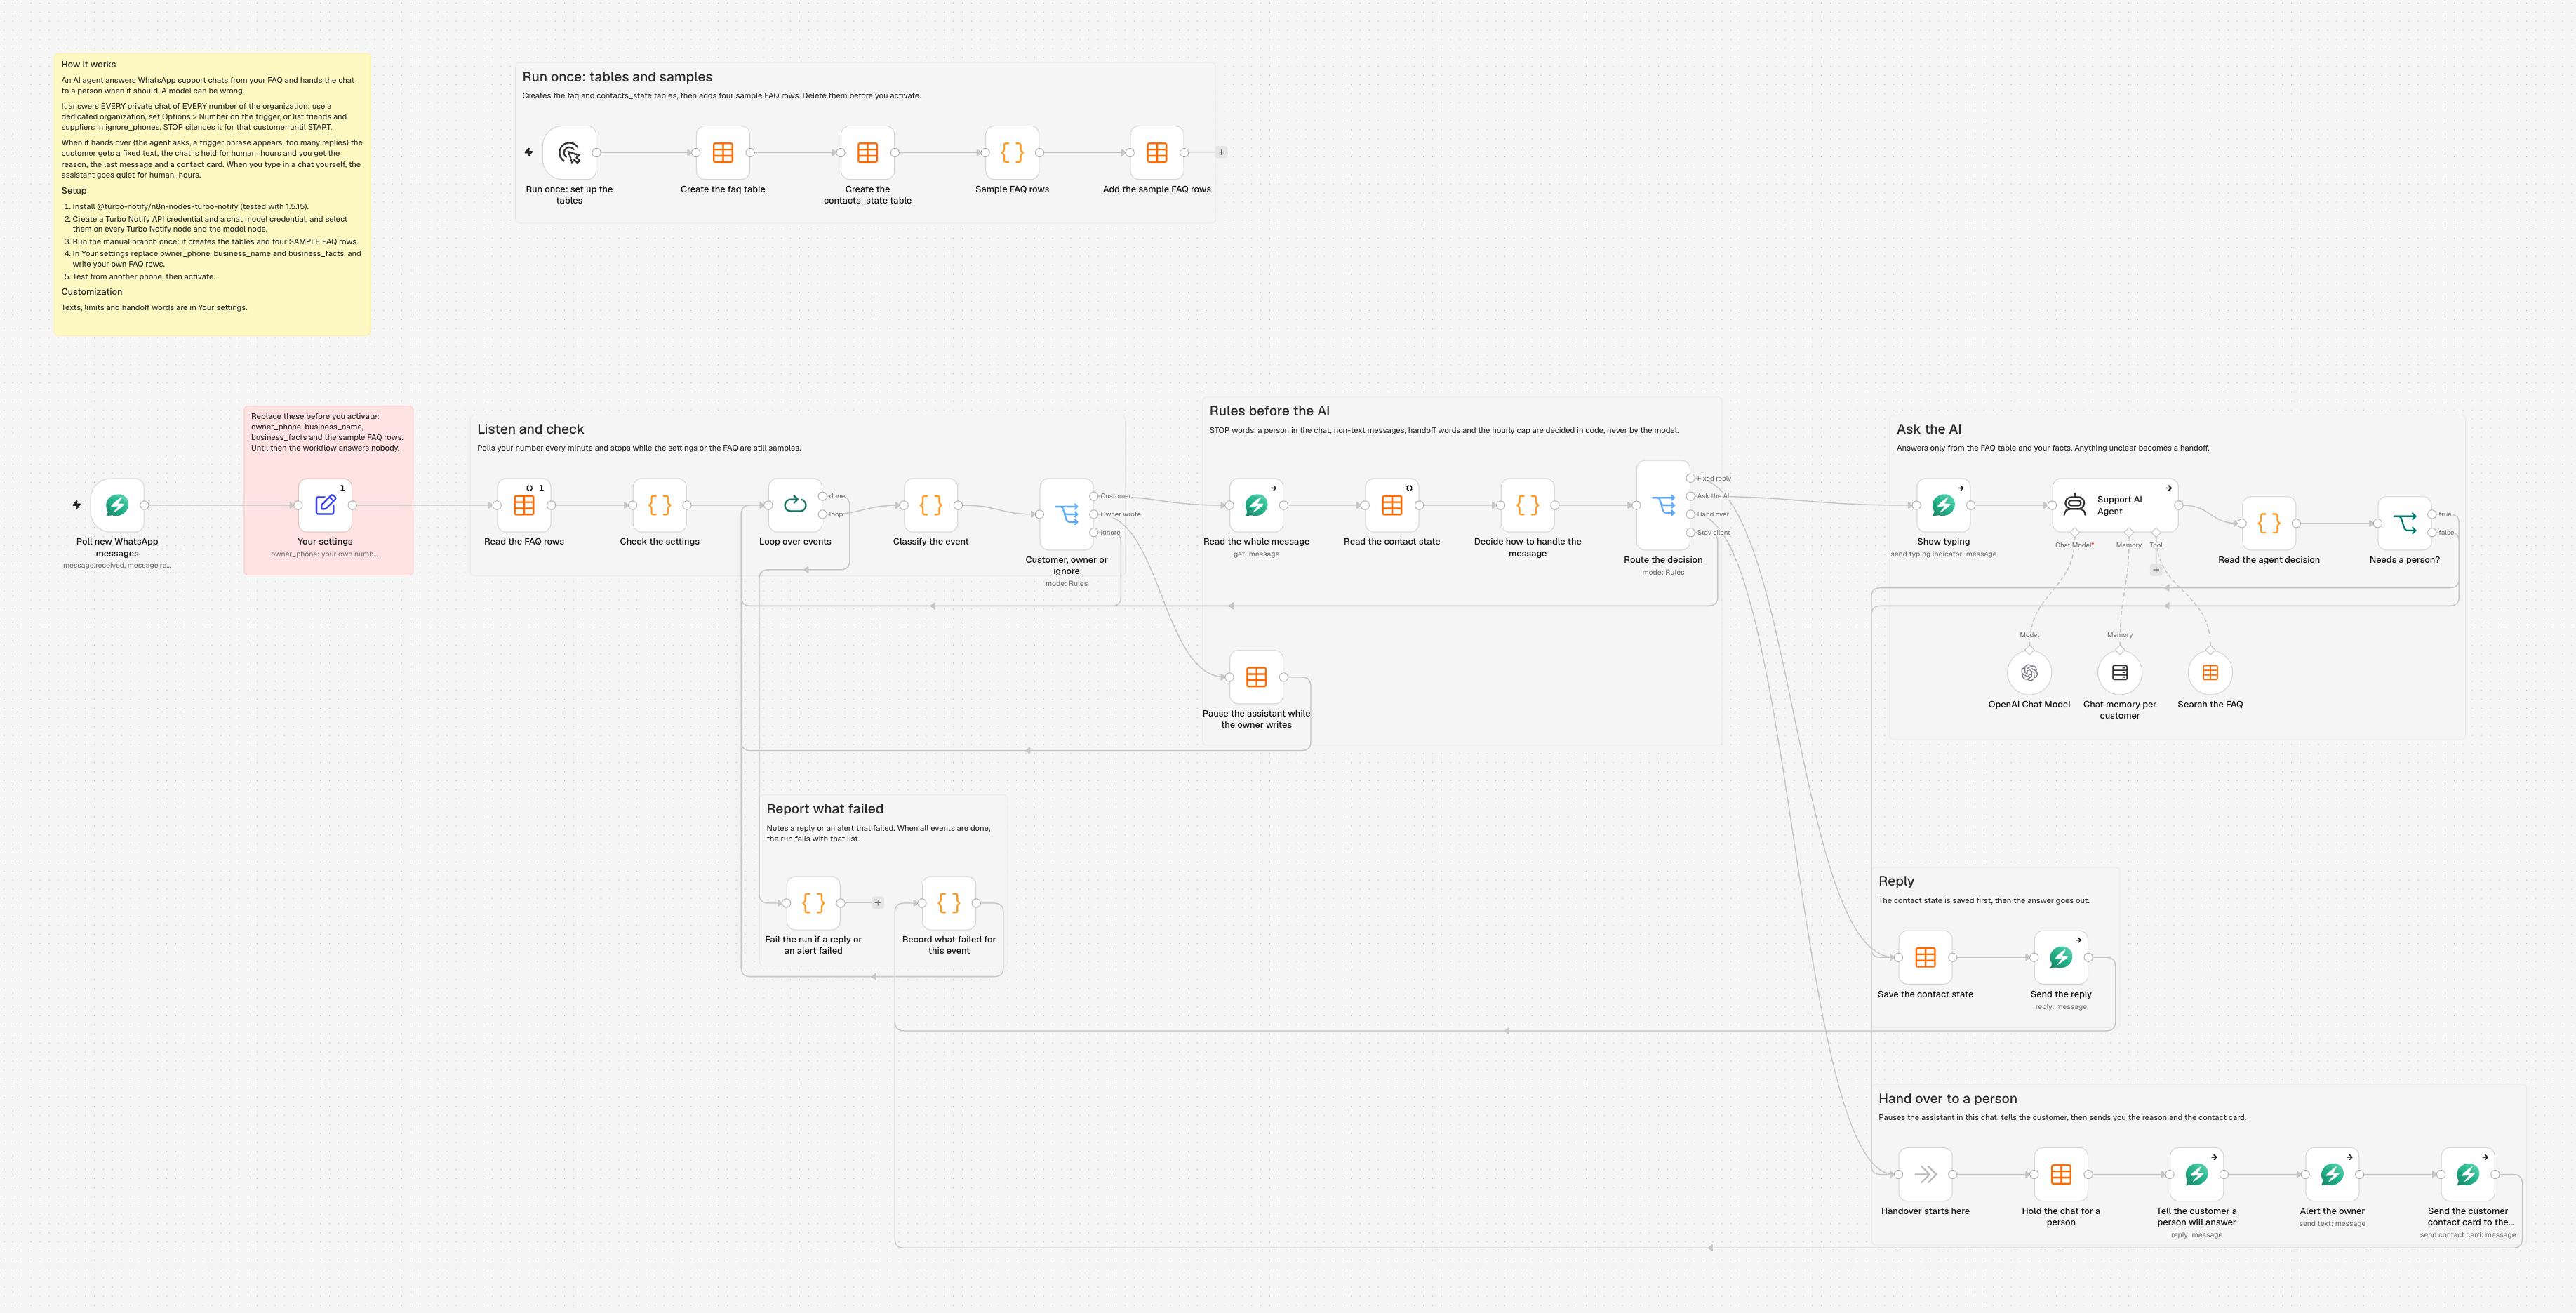 How it works
An AI agent answers WhatsApp support chats from your FAQ and hands the chat
to a person when it should. A model can be wrong.
It answers EVERY private chat of EVERY number of the organization: use a
dedicated organization, set Options > Number on the trigger, or list friends and
suppliers in ignore_phones. STOP silences it for that customer until START.
When it hands over (the agent asks, a trigger phrase appears, too many replies) the
customer gets a fixed text, the chat is held for human_hours and you get the
reason, the last message and a contact card. When you type in a chat yourself, the
assistant goes quiet for human_hours.
Setup
1. Install @turbo-notify/n8n-nodes-turbo-notify (tested with 1.5.15).
2. Create a Turbo Notify API credential and a chat model credential, and select
them on every Turbo Notify node and the model node.
3. Run the manual branch once: it creates the tables and four SAMPLE FAQ rows.
4. In Your settings replace owner_phone, business_name and business_facts, and
write your own FAQ rows.
5. Test from another phone, then activate.
Customization
Texts, limits and handoff words are in Your settings.
Run once: tables and samples
Creates the faq and contacts_state tables, then adds four sample FAQ rows. Delete them before you activate.
Run once: set up the
tables
Create the faq table
Create the
contacts_state table
Sample FAQ rows
Add the sample FAQ rows
Poll new WhatsApp
messages
message.received, message.re...
Replace these before you activate:
owner_phone, business_name,
business_facts and the sample FAQ rows.
Until then the workflow answers nobody.
1
Your settings
owner_phone: your own numb...
Listen and check
Polls your number every minute and stops while the settings or the FAQ are still samples.
1
Read the FAQ rows
Check the settings
done
loop
Loop over events
Classify the event
Customer
Owner wrote
Ignore
Customer, owner or
ignore
mode: Rules
Rules before the AI
STOP words, a person in the chat, non-text messages, handoff words and the hourly cap are decided in code, never by the model.
Read the whole message
get: message
Read the contact state
Decide how to handle the
message
Fixed reply
Ask the AI
Hand over
Stay silent
Route the decision
mode: Rules
Pause the assistant while
the owner writes
Ask the AI
Answers only from the FAQ table and your facts. Anything unclear becomes a handoff.
Show typing
send typing indicator: message
Support AI
Agent
Chat Model*
Memory
Tool
Read the agent decision
true
false
Needs a person?
Model
Memory
OpenAI Chat Model
Chat memory per
customer
Search the FAQ
Report what failed
Notes a reply or an alert that failed. When all events are done,
the run fails with that list.
Fail the run if a reply or
an alert failed
Record what failed for
this event
Reply
The contact state is saved first, then the answer goes out.
Save the contact state
Send the reply
reply: message
Hand over to a person
Pauses the assistant in this chat, tells the customer, then sends you the reason and the contact card.
Handover starts here
Hold the chat for a
person
Tell the customer a
person will answer
reply: message
Alert the owner
send text: message
Send the customer
contact card to the...
send contact card: message